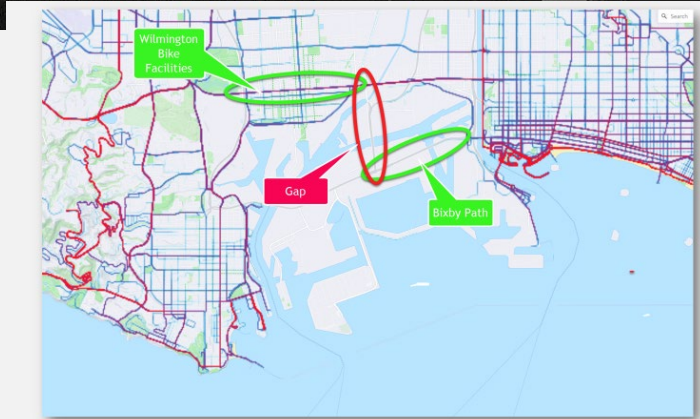 Search
Wilmington
Bike
Facilities
Gap
Bixby Path